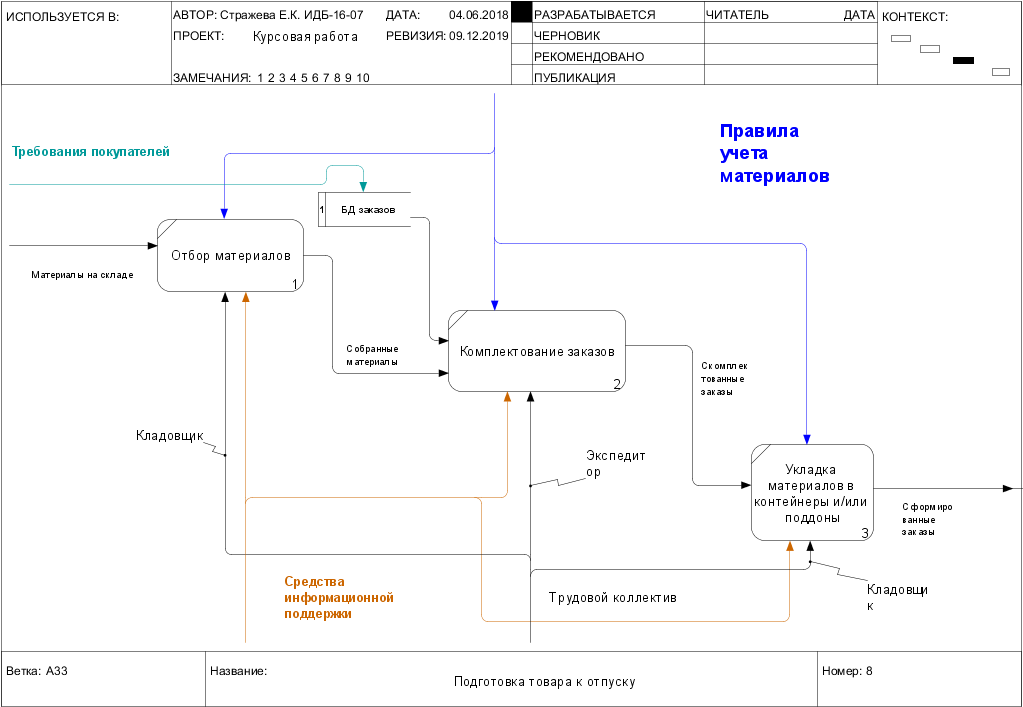 ИСПОЛЬЗУЕТСЯ В:
АВТОР: Стражева Е.К. ИДБ-16-07
ДАТА: 04.06.2018
РАЗРАБАТЫВАЕТСЯ
ЧИТАТЕЛЬ
ДАТА
КОНТЕКСТ:
ПРОЕКТ: Курсовая работа
РЕВИЗИЯ: 09.12.2019
ЧЕРНОВИК
РЕКОМЕНДОВАНО
ЗАМЕЧАНИЯ: 1 2 3 4 5 6 7 8 9 10
ПУБЛИКАЦИЯ
Правила
учета
материалов
Требования покупателей
1 БД заказов
Отбор материалов
1
Материалы на складе
Собранные
материалы
Комплектование заказов
2
Скомплек
тованные
заказы
Кладовщик
Экспедит
ор
Укладка
материалов в
контейнеры и/или
поддоны
3
Сформиро
ванные
заказы
Средства
информационной
поддержки
Трудовой коллектив
Кладовщи
к
Ветка: A33
Название:
Подготовка товара к отпуску
Номер: 8